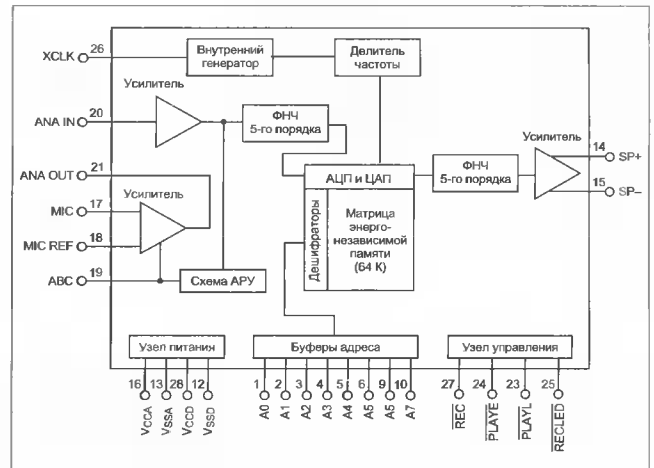 XCLK
26
Внутренний
генератор
Делитель
частоты
Усилитель
ANA IN
20
ФНЧ
5-го порядка
ANA OUT
21
Усилитель
MIC
17
MIC REF
18
ABC
19
Схема АРУ
АЦП и ЦАП
Дешифраторы
Матрица
энерго-
независимой
памяти
(64 К)
ФНЧ
5-го порядка
Усилитель
14
SP+
15
SP–
Узел питания
Буферы адреса
Узел управления
16 13 28 12
VCCA VSSA VCCD VSSD
1 2 3 4 5 6 9 10
A0 A1 A2 A3 A4 A5 A5 A7
27 24 23 25
REC PLAYE PLAYL RECLED